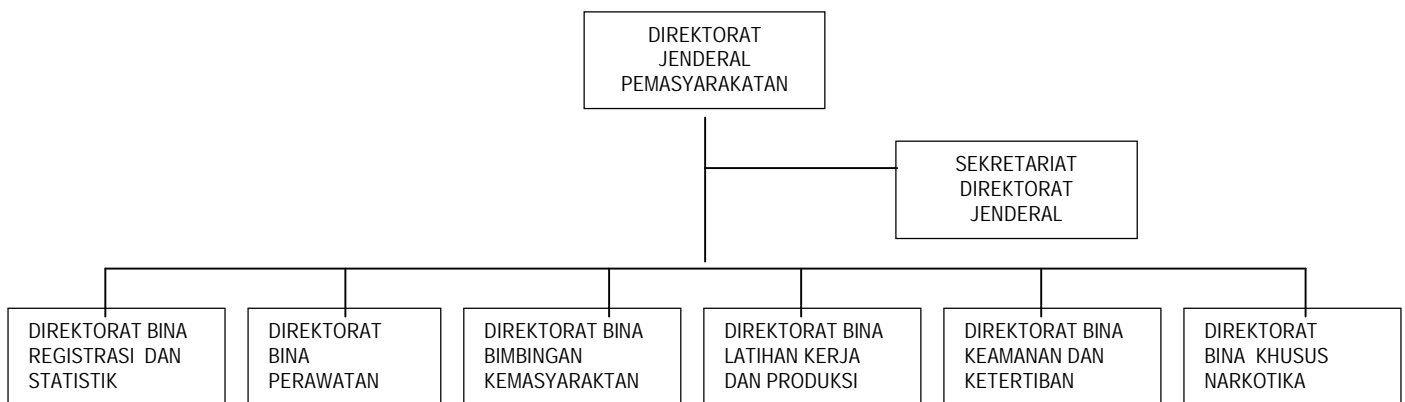 DIREKTORAT
JENDERAL
PEMASYARAKATAN
SEKRETARIAT
DIREKTORAT
JENDERAL
DIREKTORAT BINA
REGISTRASI DAN
STATISTIK
DIREKTORAT
BINA
PERAWATAN
DIREKTORAT BINA
BIMBINGAN
KEMASYARAKTAN
DIREKTORAT BINA
LATIHAN KERJA
DAN PRODUKSI
DIREKTORAT BINA
KEAMANAN DAN
KETERTIBAN
DIREKTORAT
BINA KHUSUS
NARKOTIKA